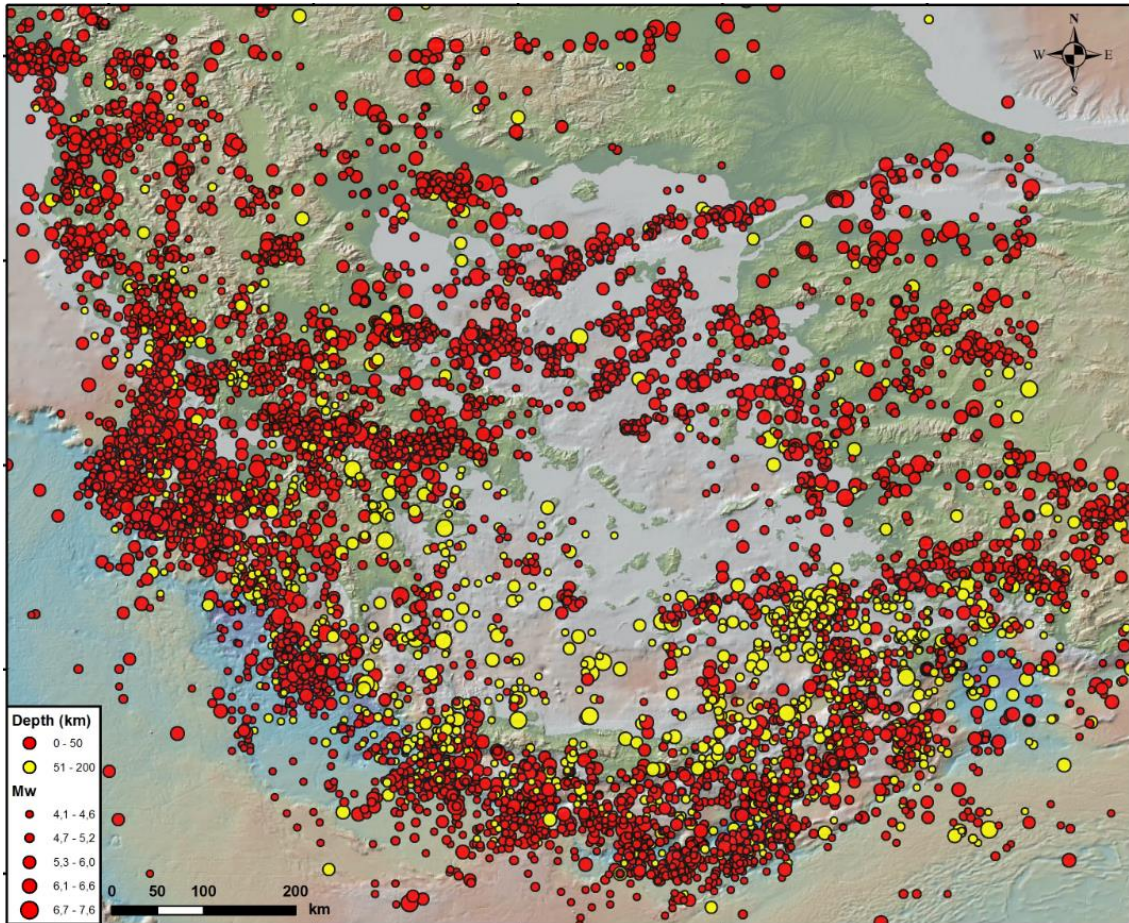 N
W E
S
Depth (km)
0 - 50
51 - 200
Mw
4,1 - 4,6
4,7 - 5,2
5,3 - 6,0
6,1 - 6,6
6,7 - 7,6
0 50 100 200
km